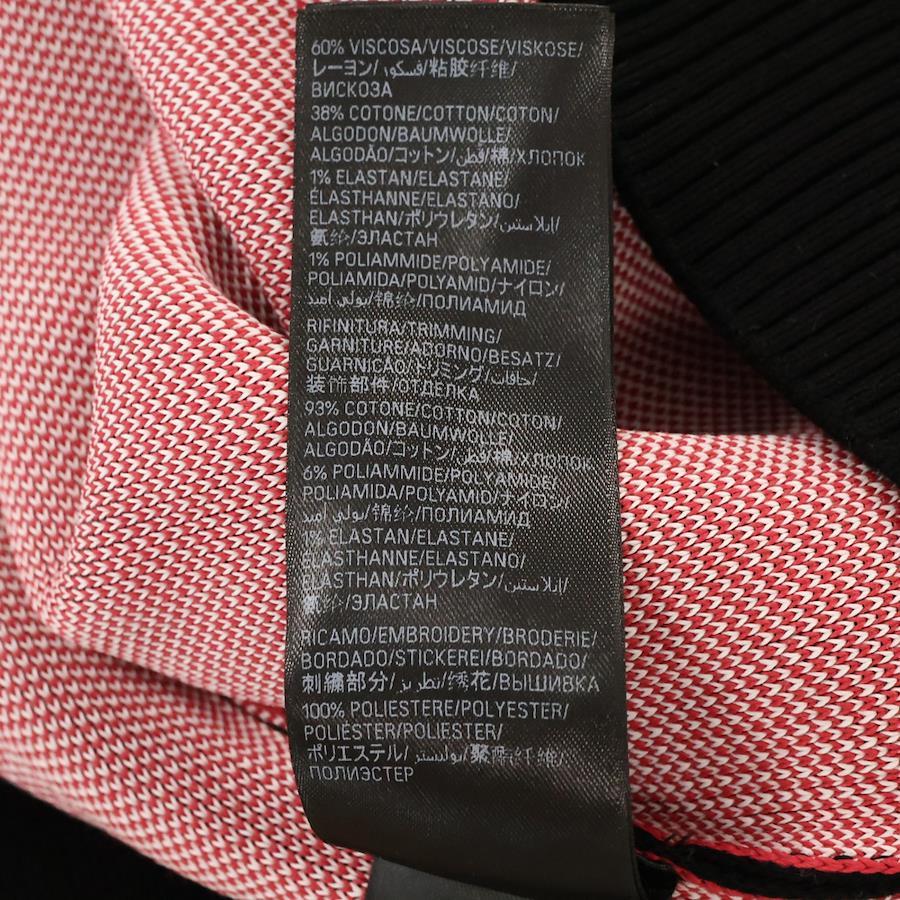 60% VISCOSA/VISCOSE/VISKOSE/
レーヨン/فسكور/粘胶纤维/
ВИСКОЗА
38% COTONE/COTTON/COTON/
ALGODON/BAUMWOLLE/
ALGODÃO/コットン/قطن/棉/ХЛОПОК
1% ELASTAN/ELASTANE/
ÉLASTHANNE/ELASTANO/
ELASTHAN/ポリウレタン/إيلاستين/
氨纶/ЭЛАСТАН
1% POLIAMMIDE/POLYAMIDE/
POLIAMIDA/POLYAMID/ナイロン/
بولي أميد/锦纶/ПОЛИАМИД
RIFINITURA/TRIMMING/
GARNITURE/ADORNO/BESATZ/
GUARNICÃO/トリミング/حافات/
装饰部件/ОТДЕЛКА
93% COTONE/COTTON/COTON/
ALGODON/BAUMWOLLE/
ALGODÃO/コットン/قطن/棉/ХЛОПОК
6% POLIAMMIDE/POLYAMIDE/
POLIAMIDA/POLYAMID/ナイロン/
بولي أميد/锦纶/ПОЛИАМИД
1% ELASTAN/ELASTANE/
ÉLASTHANNE/ELASTANO/
ELASTHAN/ポリウレタン/إيلاستين/
氨纶/ЭЛАСТАН
RICAMO/EMBROIDERY/BRODERIE/
BORDADO/STICKEREI/BORDADO/
刺繍部分/تطريز/绣花/ВЫШИВКА
100% POLIESTERE/POLYESTER/
POLIESTER/POLIESTER/
ポリエステル/بوليستر/聚酯纤维/
ПОЛИЭСТЕР